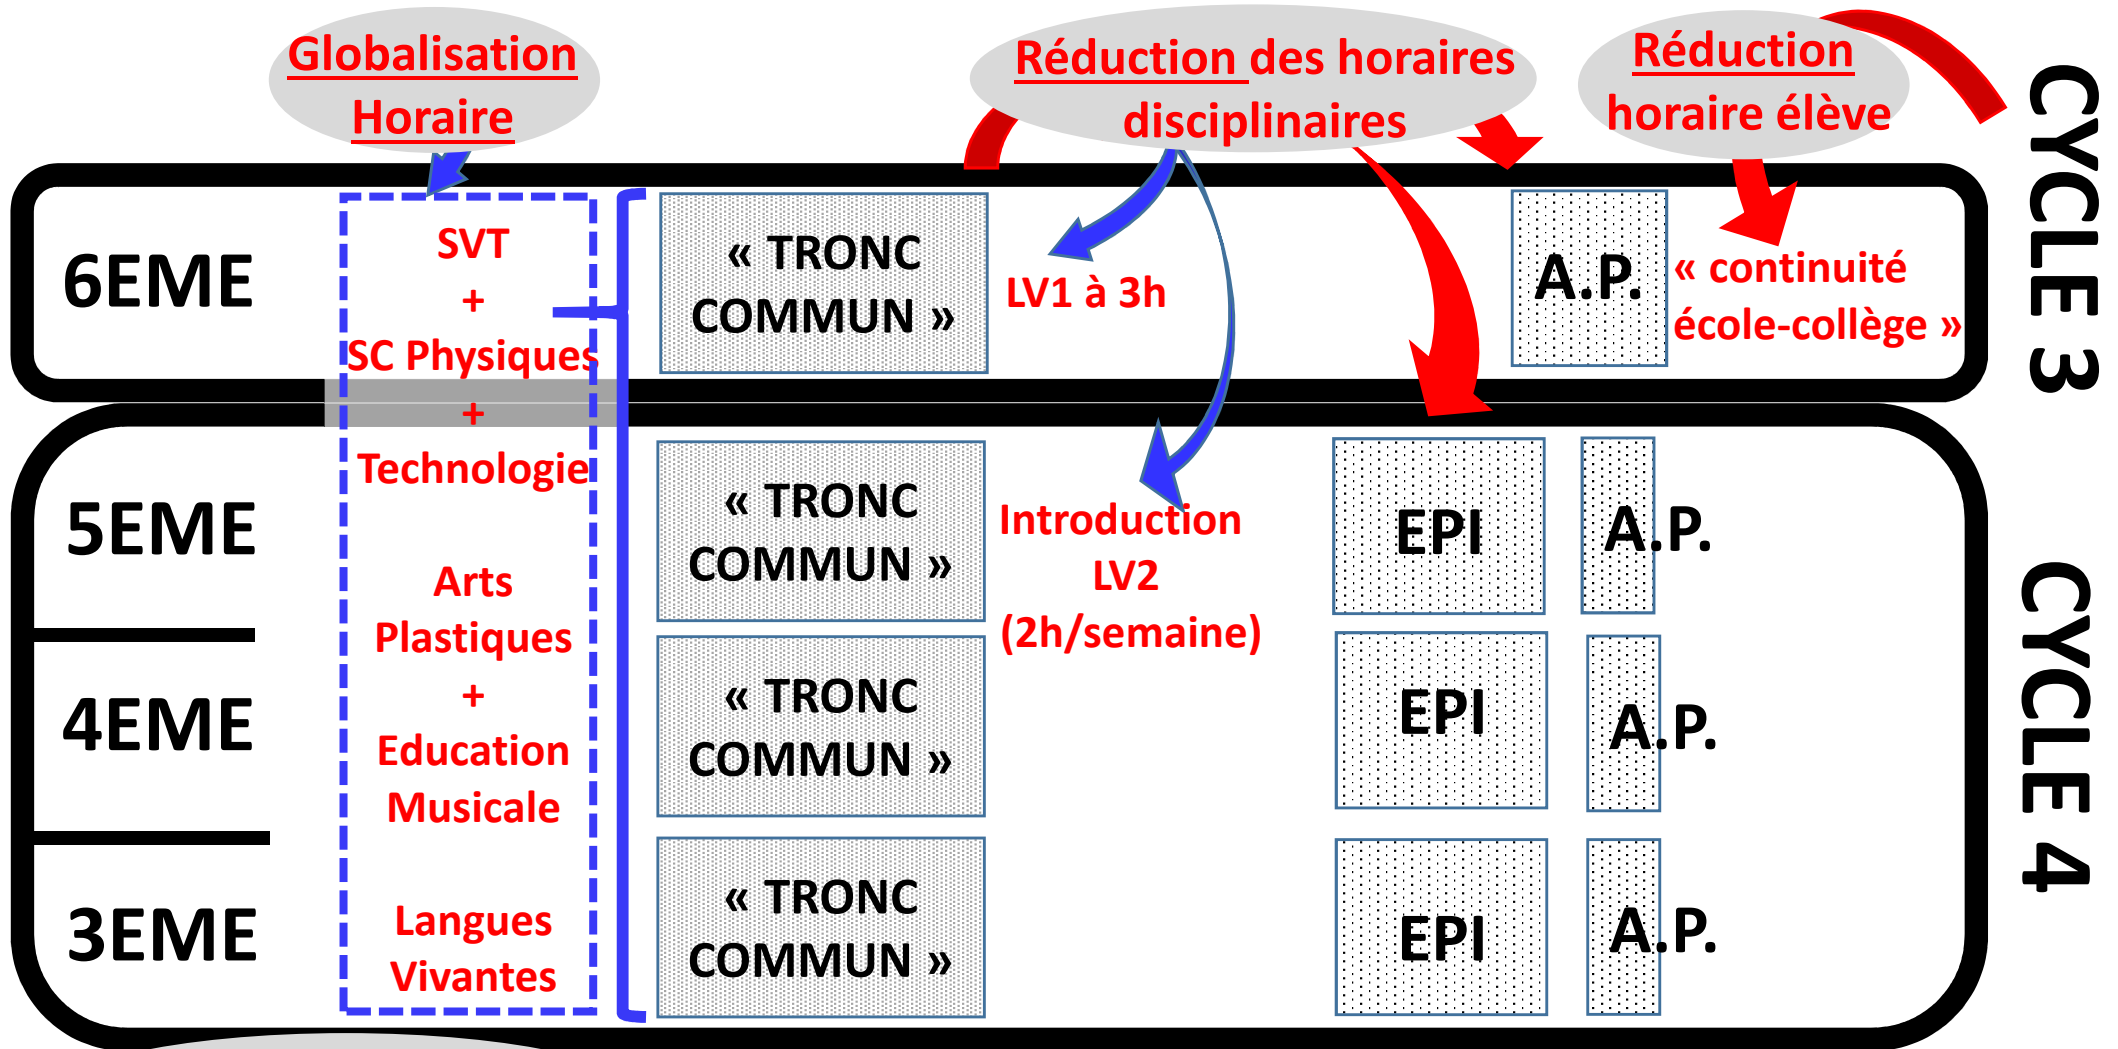 Globalisation
Horaire
Réduction des horaires
disciplinaires
Réduction
horaire élève
CYCLE 3
6EME
SVT
+
SC Physiques
+
Technologie
Arts
Plastiques
+
Education
Musicale
Langues
Vivantes
« TRONC
COMMUN »
LV1 à 3h
A.P.
« continuité
école-collège »
CYCLE 4
5EME
« TRONC
COMMUN »
Introduction
LV2
(2h/semaine)
EPI
A.P.
4EME
« TRONC
COMMUN »
EPI
A.P.
3EME
« TRONC
COMMUN »
EPI
A.P.